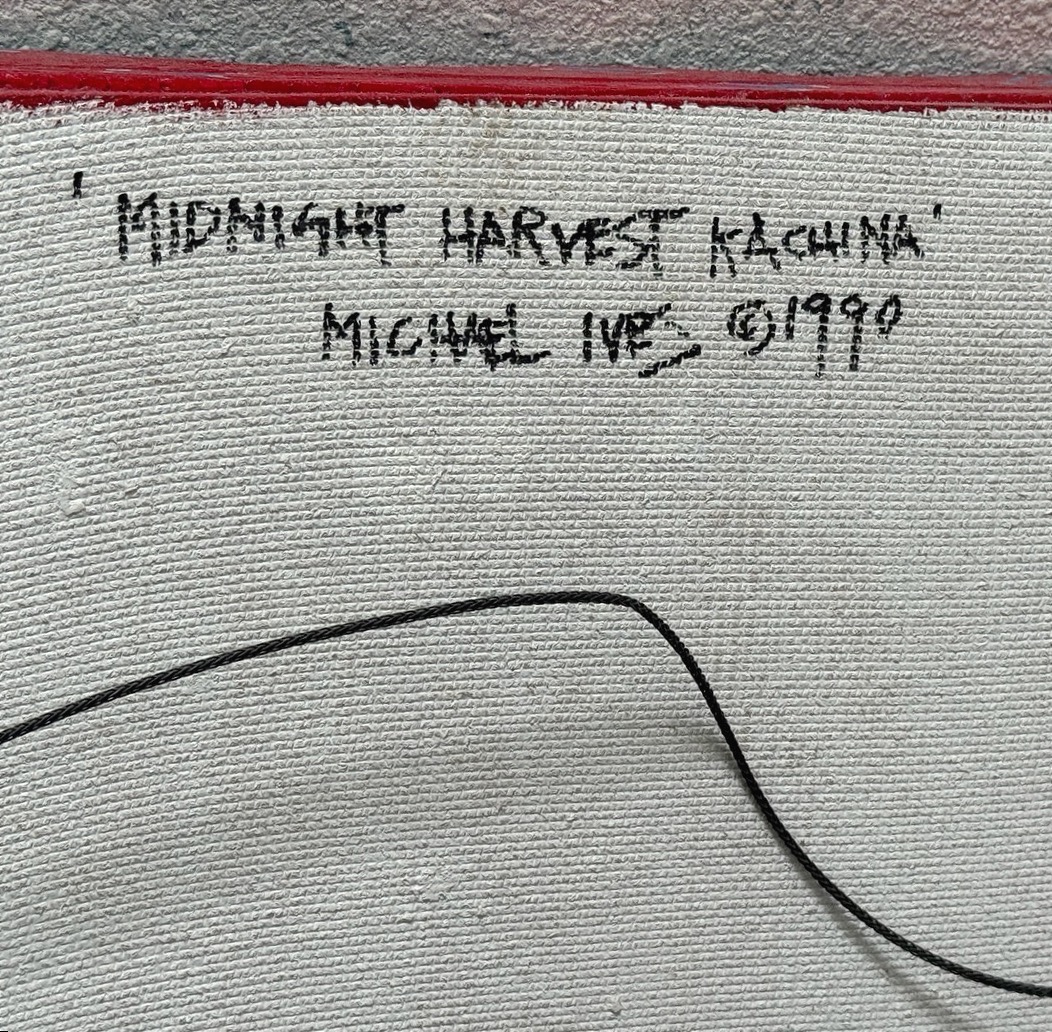 'MIDNIGHT HARVEST KACHINA'
MICHAEL IVES ©1990